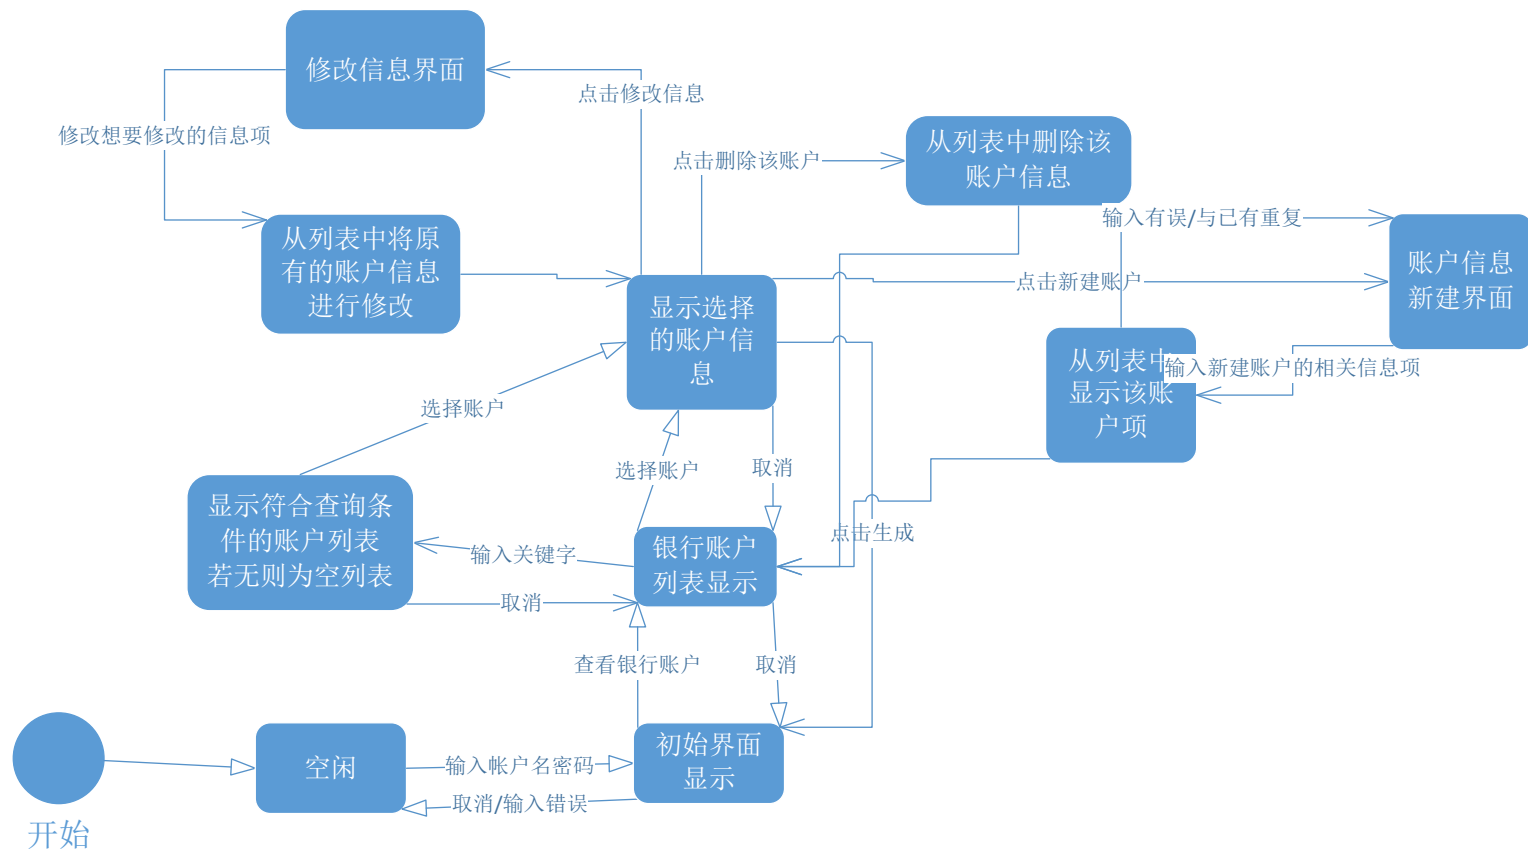 修改信息界面
点击修改信息
修改想要修改的信息项
点击删除该账户
从列表中删除该
账户信息
输入有误/与已有重复
从列表中将原
有的账户信息
进行修改
账户信息
新建界面
点击新建账户
显示选择
的账户信
息
从列表中
显示该账
户项
输入新建账户的相关信息项
选择账户
选择账户
取消
显示符合查询条
件的账户列表
若无则为空列表
输入关键字
银行账户
列表显示
点击生成
取消
查看银行账户
取消
初始界面
显示
空闲
输入帐户名密码
取消/输入错误
开始